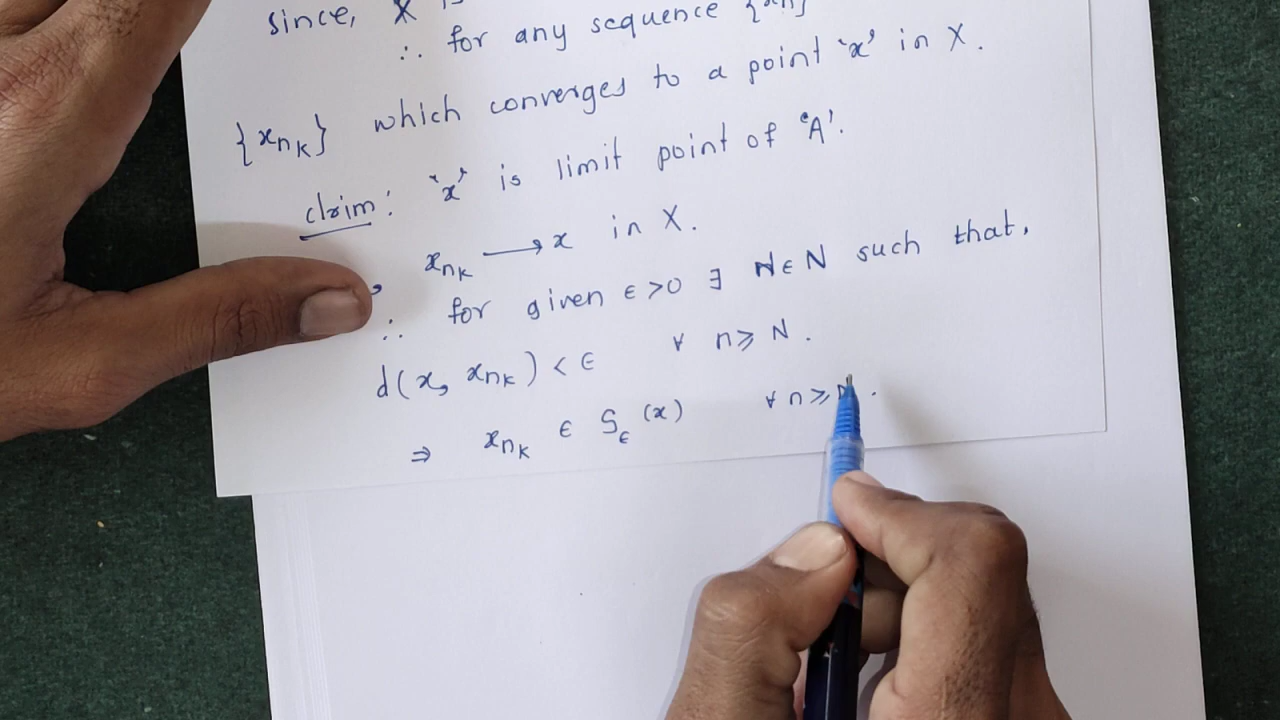 since, X
∴ for any sequence {xn}
{xnk} which converges to a point 'x' in X.
claim: 'x' is limit point of 'A'.
xnk ⟶ x in X.
∴ for given ϵ>0 ∃ N∈N such that,
d(x, xnk) < ϵ ∀ n⩾N.
⇒ xnk ∈ Sϵ(x) ∀ n⩾N.